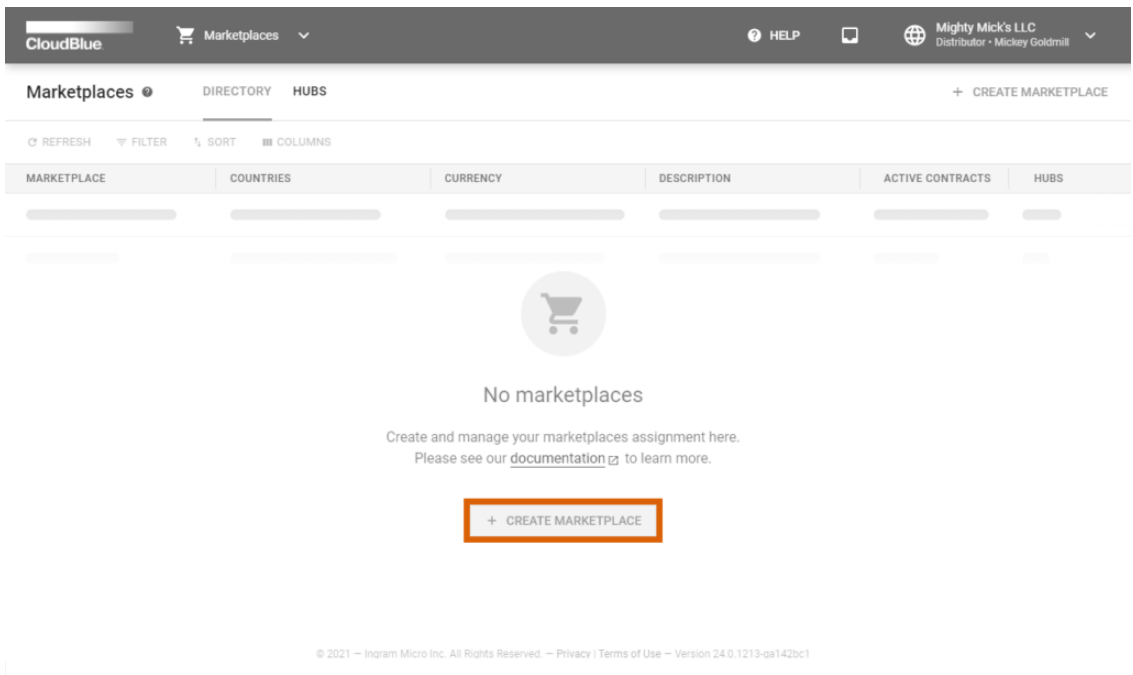 CloudBlue
Marketplaces
HELP
Mighty Mick's LLC
Distributor • Mickey Goldmill
Marketplaces
DIRECTORY
HUBS
+ CREATE MARKETPLACE
REFRESH
FILTER
SORT
COLUMNS
MARKETPLACE
COUNTRIES
CURRENCY
DESCRIPTION
ACTIVE CONTRACTS
HUBS
No marketplaces
Create and manage your marketplaces assignment here.
Please see our documentation to learn more.
+ CREATE MARKETPLACE
© 2021 — Ingram Micro Inc. All Rights Reserved. — Privacy | Terms of Use — Version 24.0.1213-ga142bc1